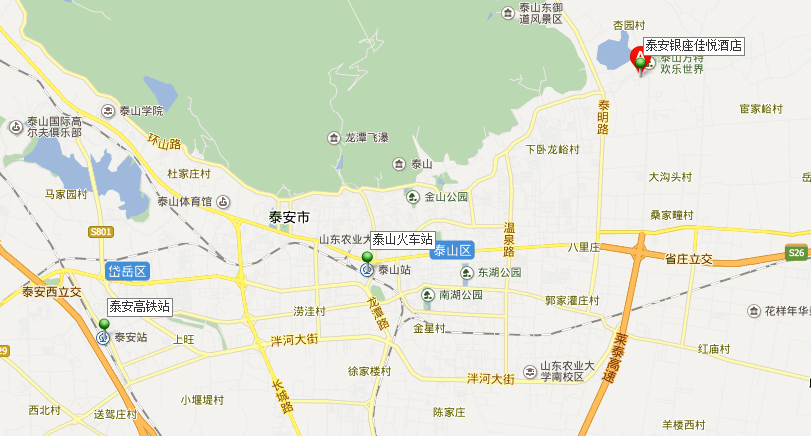 泰山东御
道风景区
杏园村
泰安银座佳悦酒店
A
泰山方特
欢乐世界
泰山学院
泰山国际高
尔夫俱乐部
环山路
龙潭飞瀑
泰明路
宦家峪村
下卧龙峪村
泰山
杜家庄村
大沟头村
岳
马家园村
泰山体育馆
金山公园
泰安市
桑家疃村
S801
山东农业大
泰山火车站
泰山区
温泉路
八里庄
省庄立交
S26
岱岳区
泰山站
东湖公园
泰安西立交
南湖公园
郭家灌庄村
泰安高铁站
涝洼村
龙潭路
花样年华
泰安站
上旺
泮河大街
金星村
莱泰高速
红庙村
29
徐家楼村
山东农业大
学南校区
泮河大街
长城路
小堰堤村
西北村
送驾庄村
陈家庄
羊楼西村